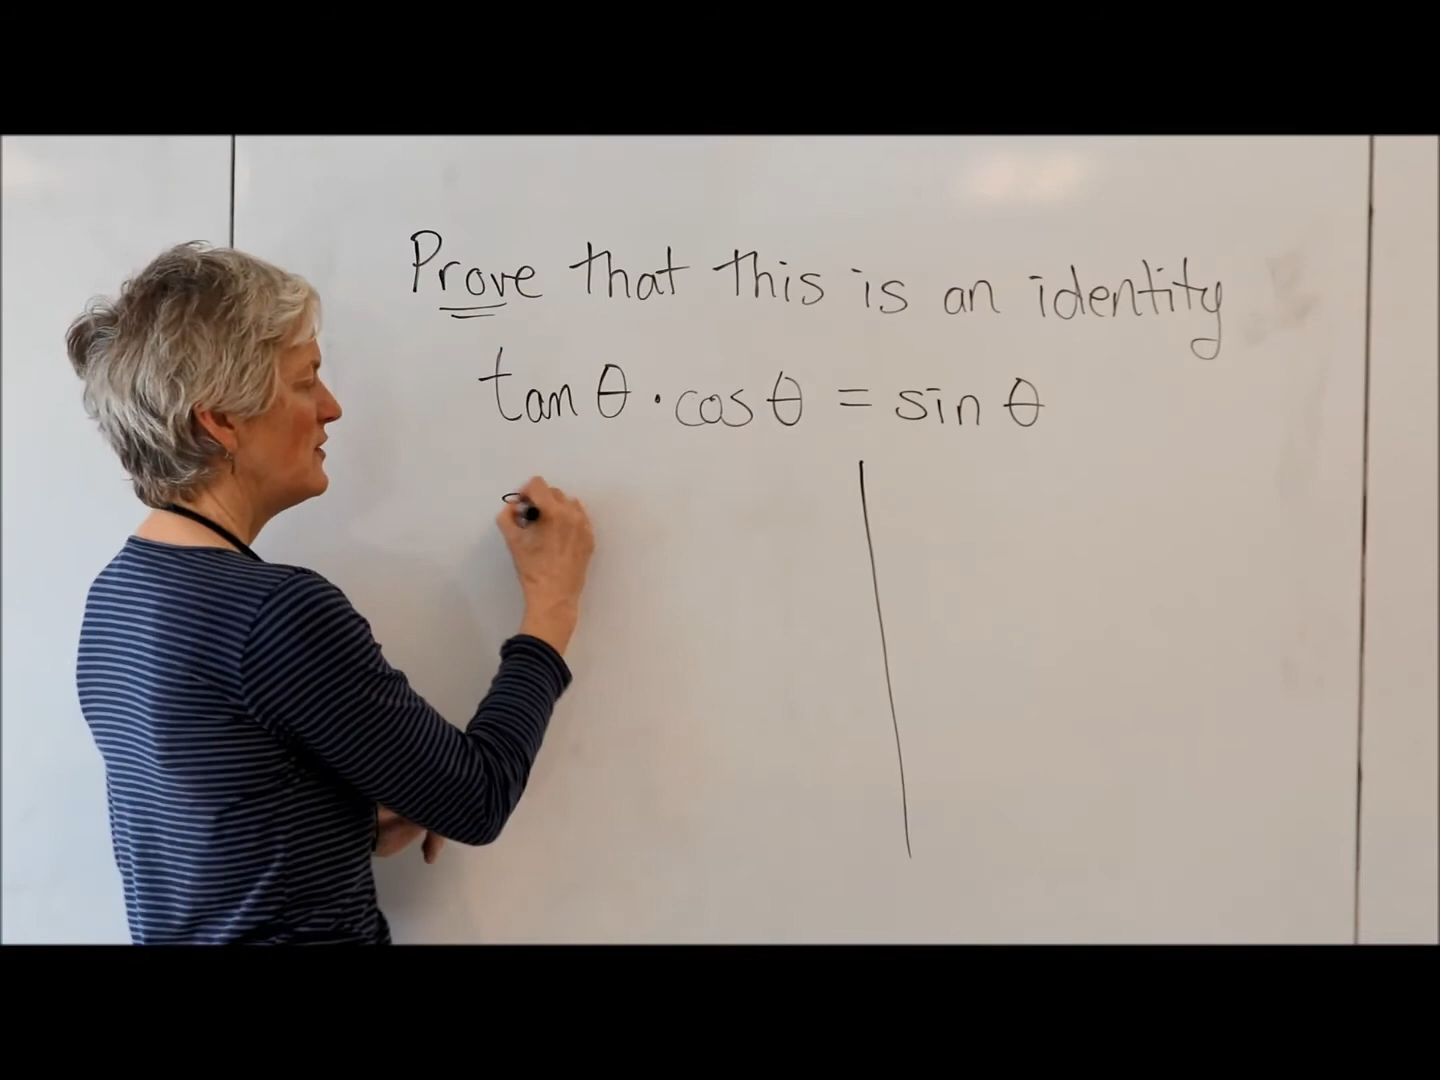 Prove that this is an identity
tan θ · cos θ = sin θ